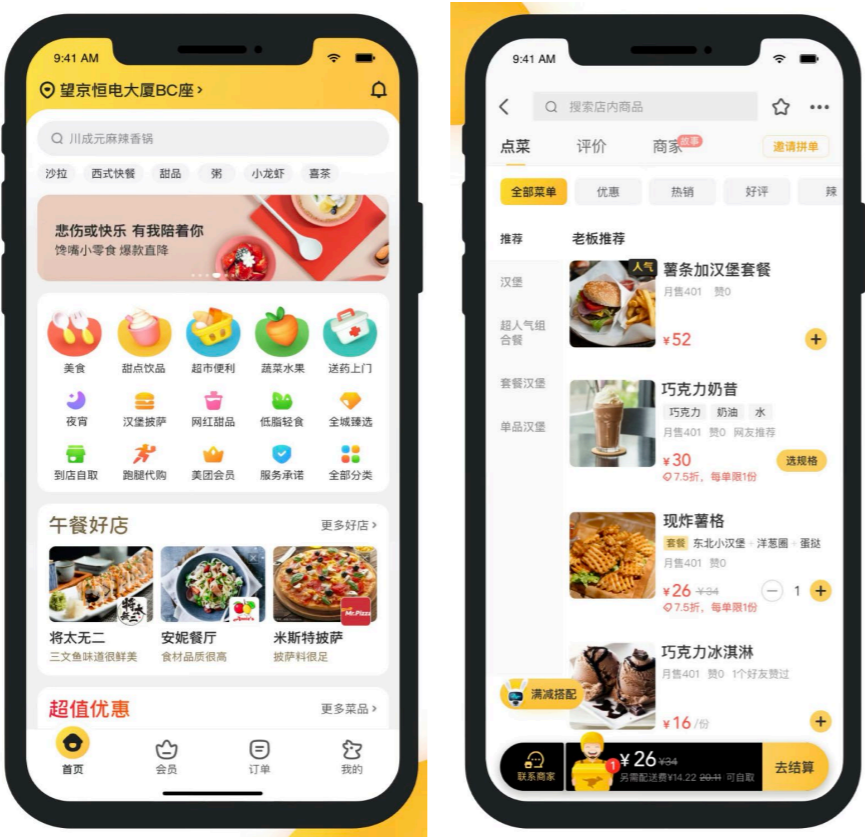 9:41 AM
望京恒电大厦BC座
川成元麻辣香锅
沙拉 西式快餐 甜品 粥 小龙虾 喜茶
悲伤或快乐 有我陪着你
馋嘴小零食 爆款直降
美食 甜点饮品 超市便利 蔬菜水果 送药上门
夜宵 汉堡披萨 网红甜品 低脂轻食 全城臻选
到店自取 跑腿代购 美团会员 服务承诺 全部分类
午餐好店 更多好店
将太无二
Annie's
Mr.Pizza
将太无二 安妮餐厅 米斯特披萨
三文鱼味道很鲜美 食材品质很高 披萨料很足
超值优惠 更多菜品
首页 会员 订单 我的
9:41 AM
搜索店内商品
点菜 评价 商家 故事 邀请拼单
全部菜单 优惠 热销 好评 辣
推荐
汉堡
超人气组
合餐
套餐汉堡
单品汉堡
老板推荐
人气
薯条加汉堡套餐
月售401 赞0
¥52
巧克力奶昔
巧克力 奶油 水
月售401 赞0 网友推荐
¥30 选规格
7.5折，每单限1份
现炸薯格
套餐 东北小汉堡 + 洋葱圈 + 蛋挞
月售401 赞0
¥26 ¥34 1
7.5折，每单限1份
巧克力冰淇淋
月售401 赞0 1个好友赞过
¥16 /份
满减搭配
联系商家
1
¥26 ¥34
另需配送费¥14.22 20.11 可自取
去结算